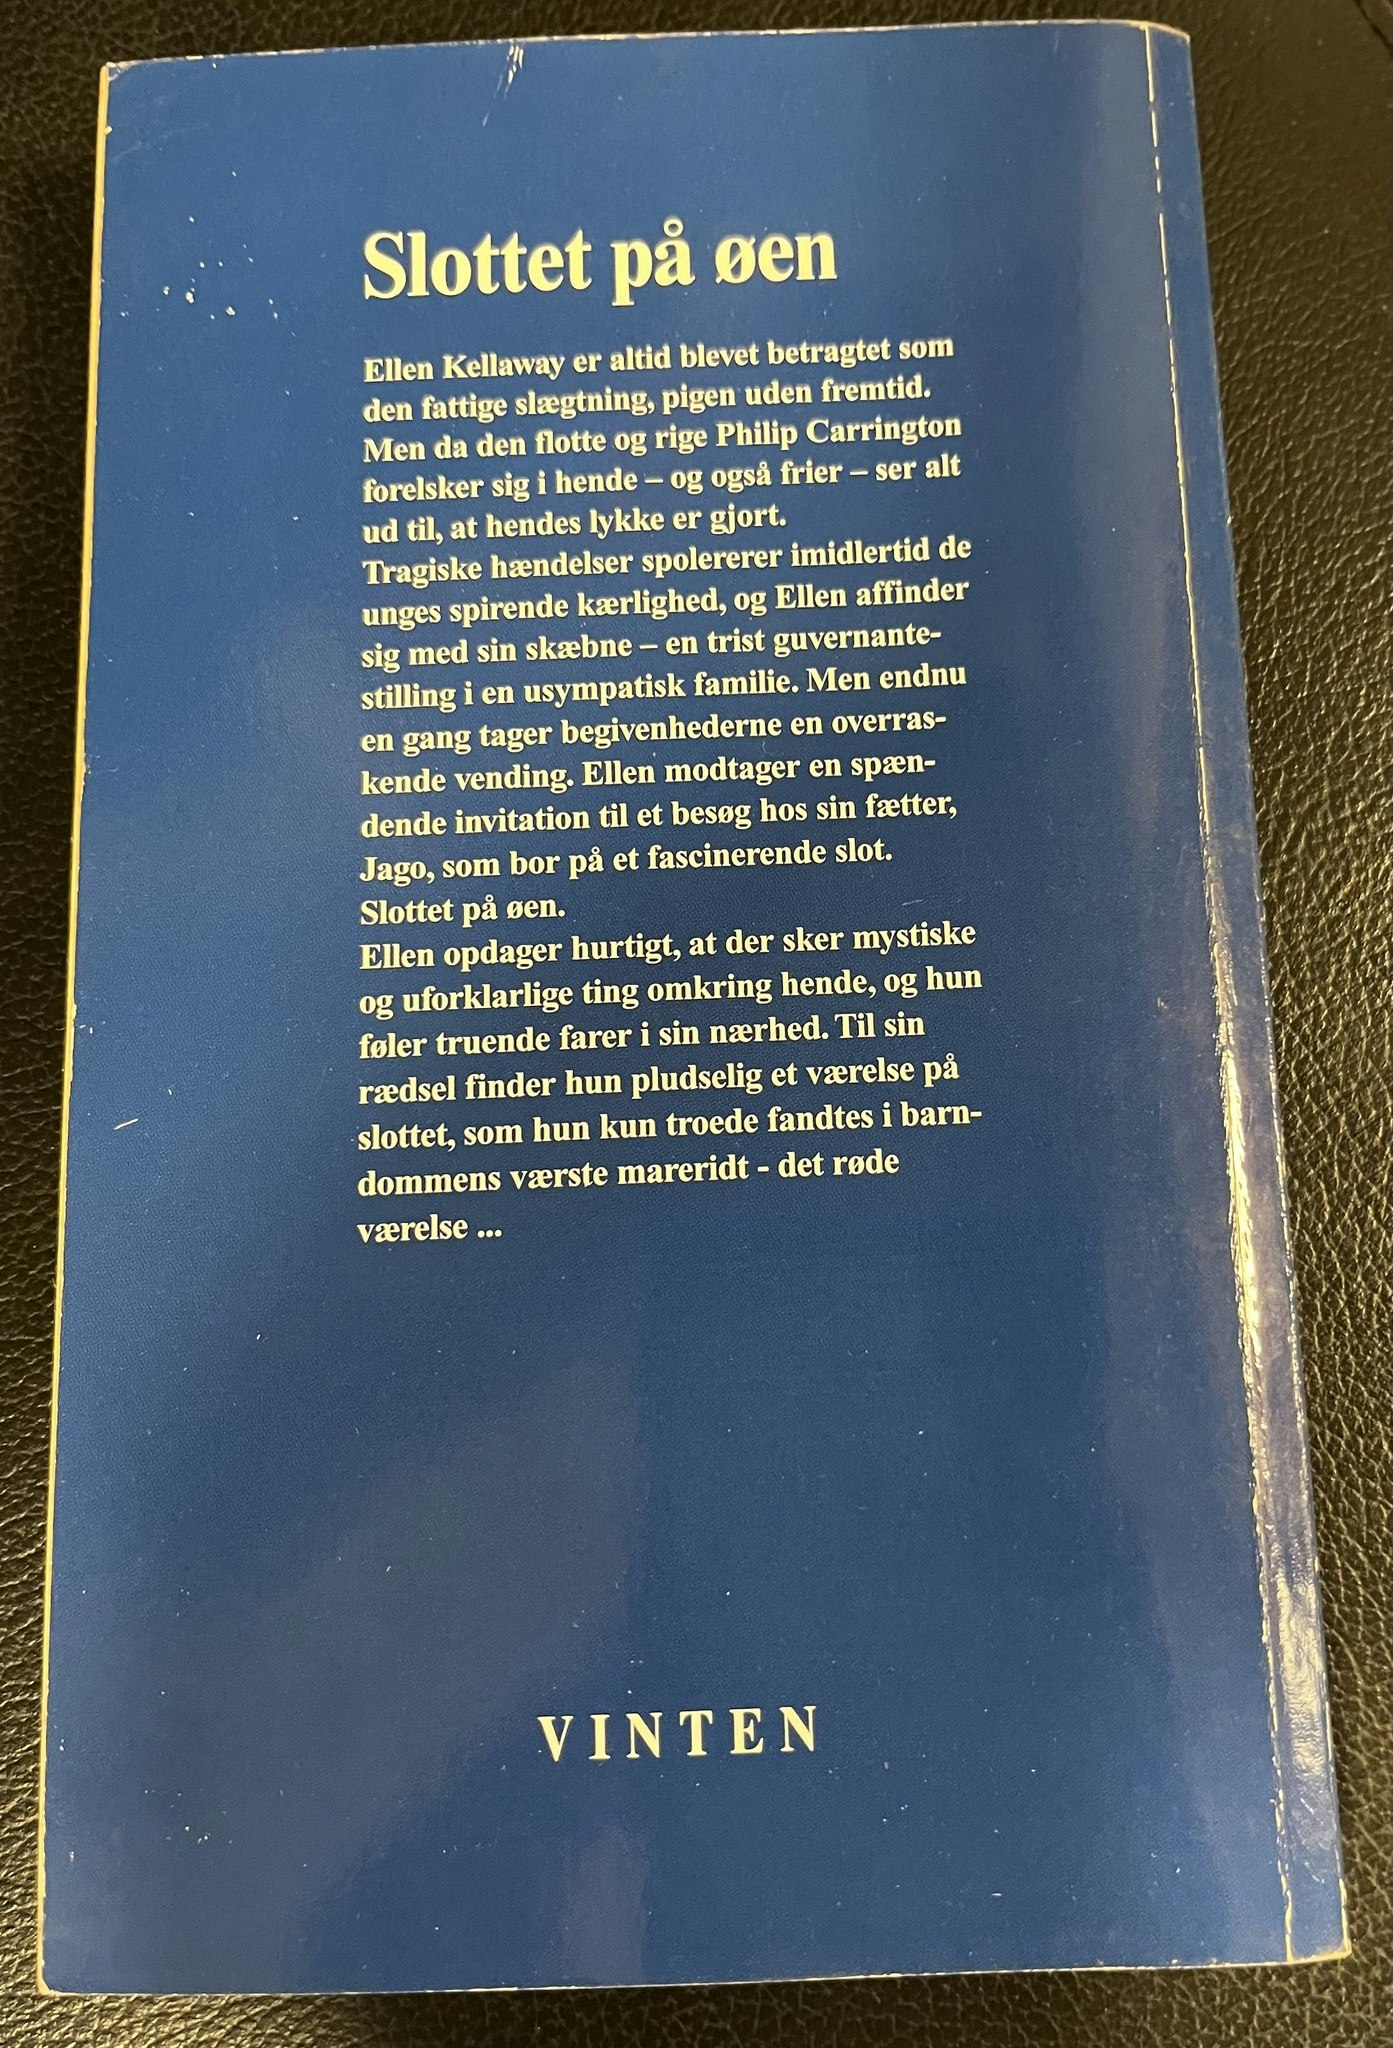 Slottet på øen
Ellen Kellaway er altid blevet betragtet som
den fattige slægtning, pigen uden fremtid.
Men da den flotte og rige Philip Carrington
forelsker sig i hende – og også frier – ser alt
ud til, at hendes lykke er gjort.
Tragiske hændelser spolererer imidlertid de
unges spirende kærlighed, og Ellen affinder
sig med sin skæbne – en trist guvernante-
stilling i en usympatisk familie. Men endnu
en gang tager begivenhederne en overras-
kende vending. Ellen modtager en spæn-
dende invitation til et besøg hos sin fætter,
Jago, som bor på et fascinerende slot.
Slottet på øen.
Ellen opdager hurtigt, at der sker mystiske
og uforklarlige ting omkring hende, og hun
føler truende farer i sin nærhed. Til sin
rædsel finder hun pludselig et værelse på
slottet, som hun kun troede fandtes i barn-
dommens værste mareridt - det røde
værelse ...
VINTEN